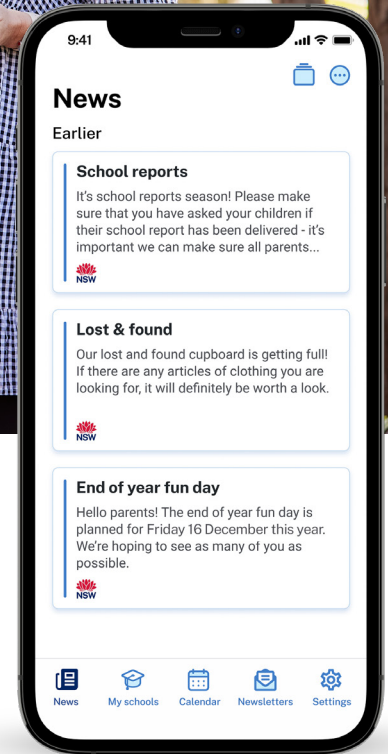 9:41
News
Earlier
School reports
It's school reports season! Please make
sure that you have asked your children if
their school report has been delivered - it's
important we can make sure all parents...
NSW
Lost & found
Our lost and found cupboard is getting full!
If there are any articles of clothing you are
looking for, it will definitely be worth a look.
NSW
End of year fun day
Hello parents! The end of year fun day is
planned for Friday 16 December this year.
We're hoping to see as many of you as
possible.
NSW
News My schools Calendar Newsletters Settings